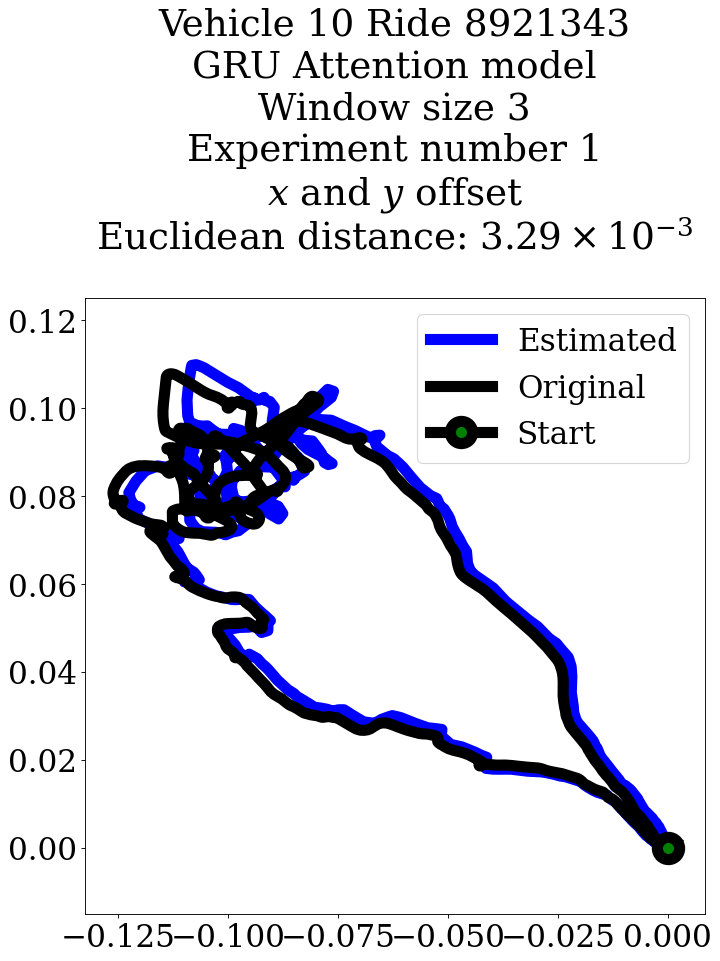 Vehicle 10 Ride 8921343
GRU Attention model
Window size 3
Experiment number 1
x and y offset
Euclidean distance: 3.29 × 10⁻³
Estimated
Original
Start
0.12
0.10
0.08
0.06
0.04
0.02
0.00
−0.125 −0.100 −0.075 −0.050 −0.025 0.000